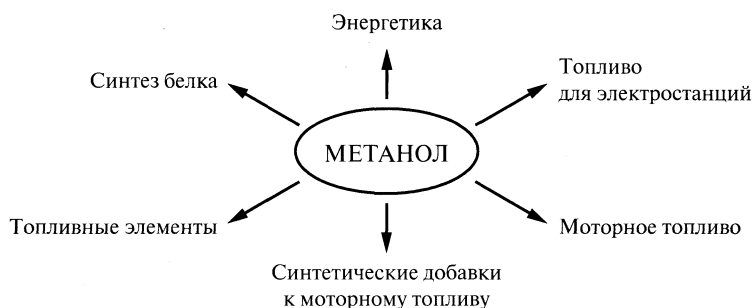 Энергетика
Синтез белка
Топливо
для электростанций
МЕТАНОЛ
Топливные элементы
Моторное топливо
Синтетические добавки
к моторному топливу